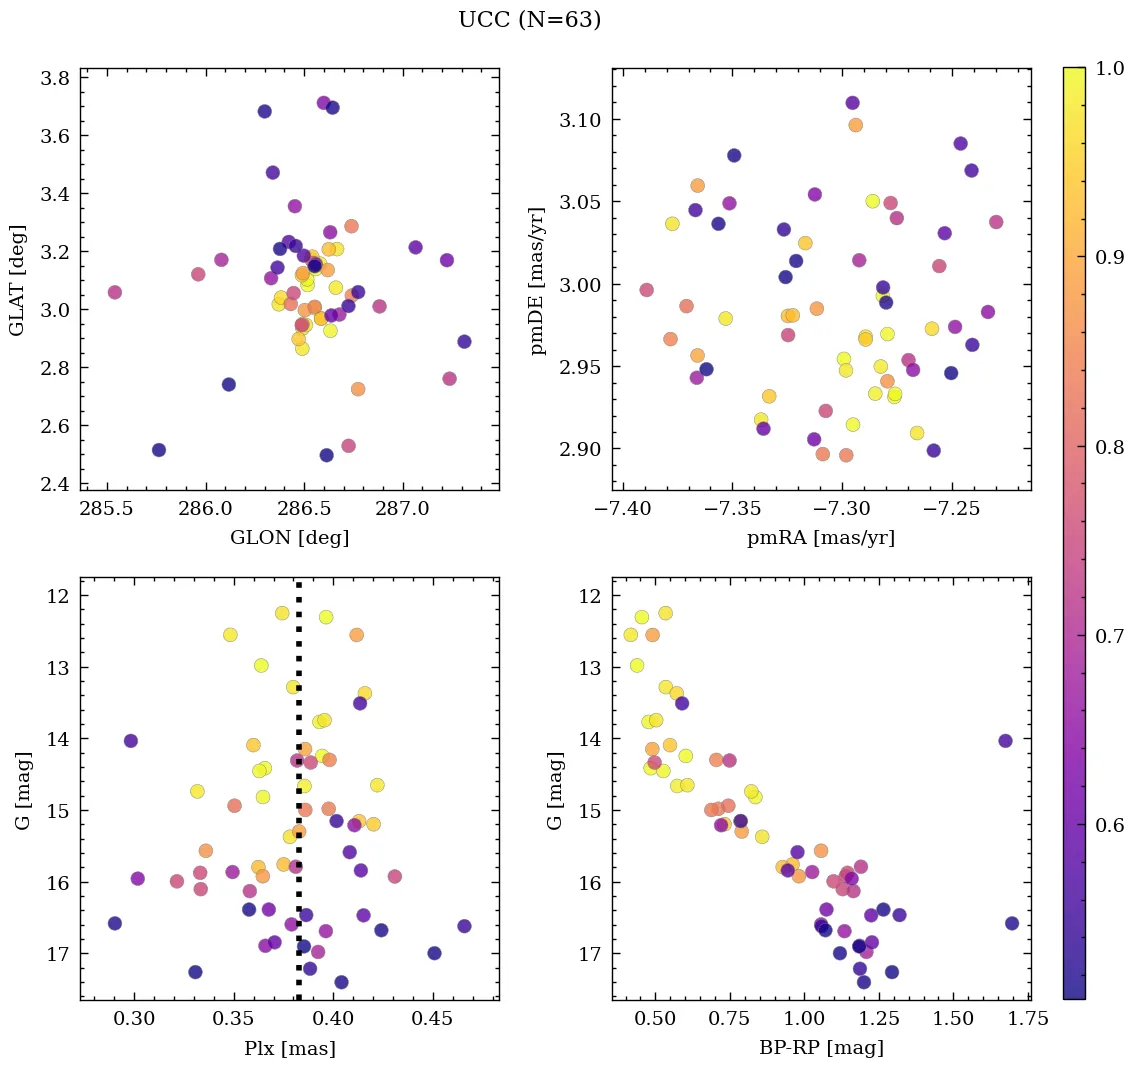 UCC (N=63)
3.8
3.6
3.4
3.2
3.0
2.8
2.6
2.4
GLAT [deg]
285.5 286.0 286.5 287.0
GLON [deg]
3.10
3.05
3.00
2.95
2.90
pmDE [mas/yr]
−7.40 −7.35 −7.30 −7.25
pmRA [mas/yr]
12
13
14
15
16
17
G [mag]
0.30 0.35 0.40 0.45
Plx [mas]
12
13
14
15
16
17
G [mag]
0.50 0.75 1.00 1.25 1.50 1.75
BP-RP [mag]
1.0
0.9
0.8
0.7
0.6